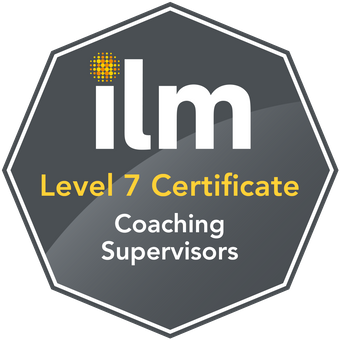 ilm
Level 7 Certificate
Coaching
Supervisors